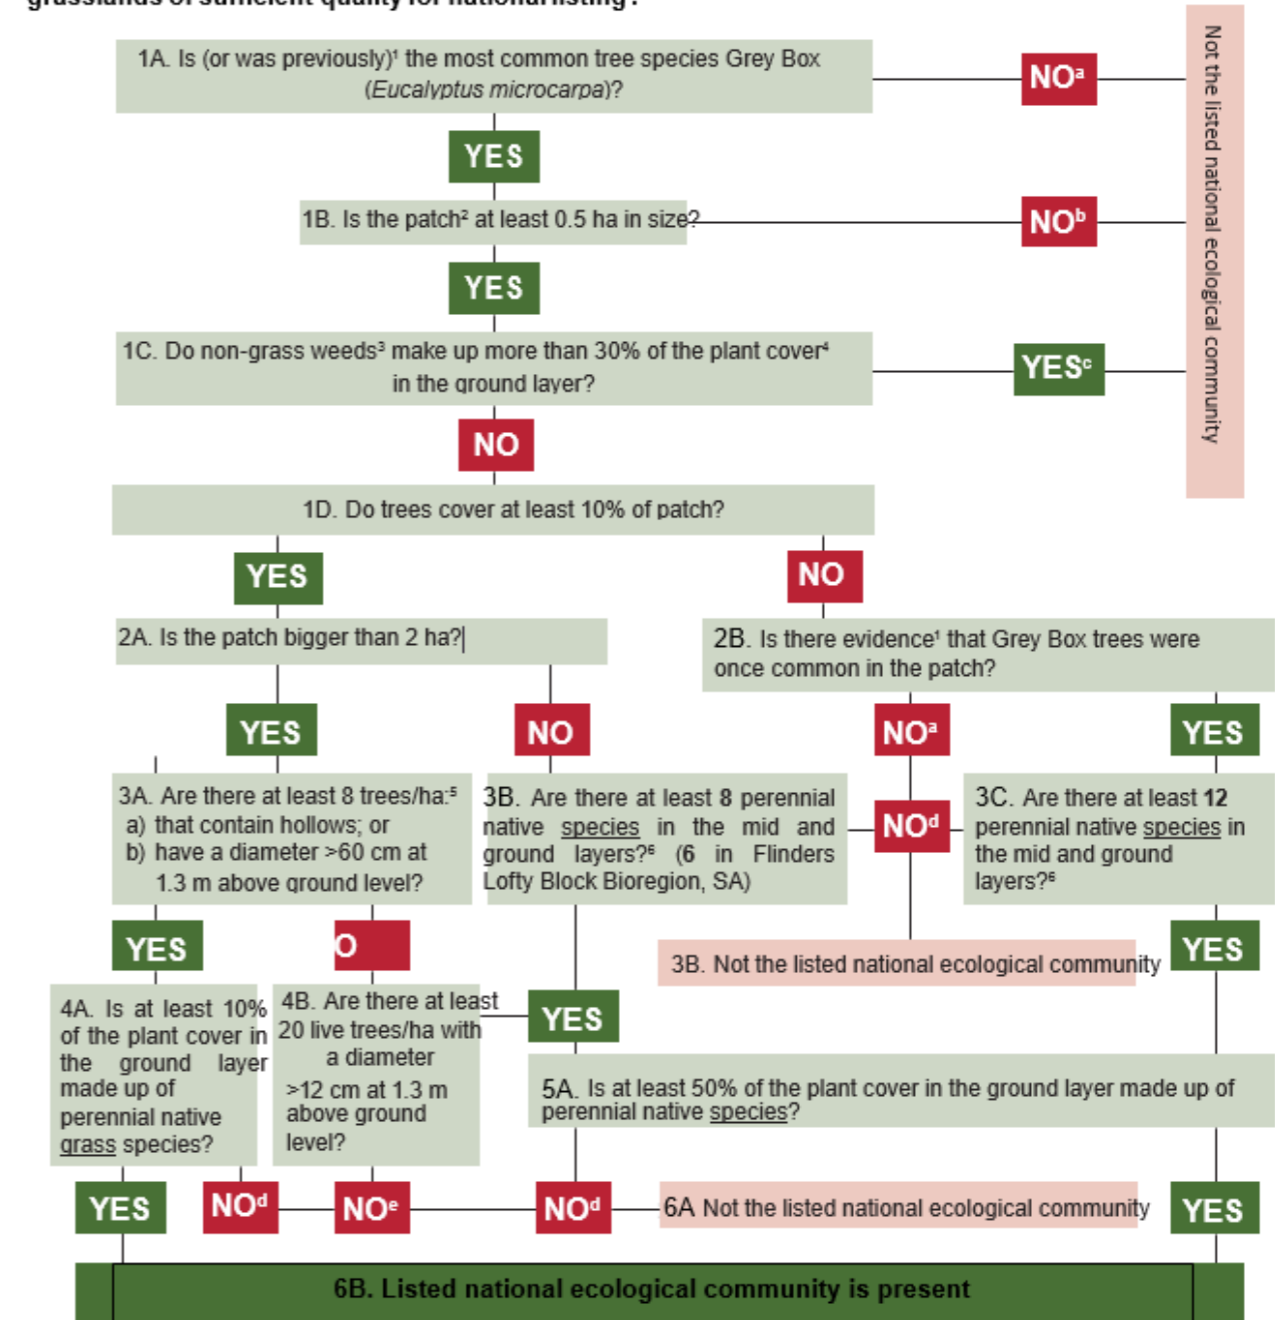 grasslands of sufficient quality for national listing?
1A. Is (or was previously)¹ the most common tree species Grey Box
(Eucalyptus microcarpa)?
NOᵃ
YES
1B. Is the patch² at least 0.5 ha in size?
NOᵇ
YES
1C. Do non-grass weeds³ make up more than 30% of the plant cover⁴
in the ground layer?
YESᶜ
Not the listed national ecological community
NO
1D. Do trees cover at least 10% of patch?
YES
NO
2A. Is the patch bigger than 2 ha?
2B. Is there evidence¹ that Grey Box trees were
once common in the patch?
YES
NO
NOᵃ
YES
3A. Are there at least 8 trees/ha:⁵
a) that contain hollows; or
b) have a diameter >60 cm at
1.3 m above ground level?
3B. Are there at least 8 perennial
native species in the mid and
ground layers?⁶ (6 in Flinders
Lofty Block Bioregion, SA)
NOᵈ
3C. Are there at least 12
perennial native species in
the mid and ground
layers?⁶
YES
O
3B. Not the listed national ecological community
YES
4A. Is at least 10%
of the plant cover in
the ground layer
made up of
perennial native
grass species?
4B. Are there at least
20 live trees/ha with
a diameter
>12 cm at 1.3 m
above ground
level?
YES
5A. Is at least 50% of the plant cover in the ground layer made up of
perennial native species?
YES
NOᵈ
NOᵉ
NOᵈ
6A Not the listed national ecological community
YES
6B. Listed national ecological community is present